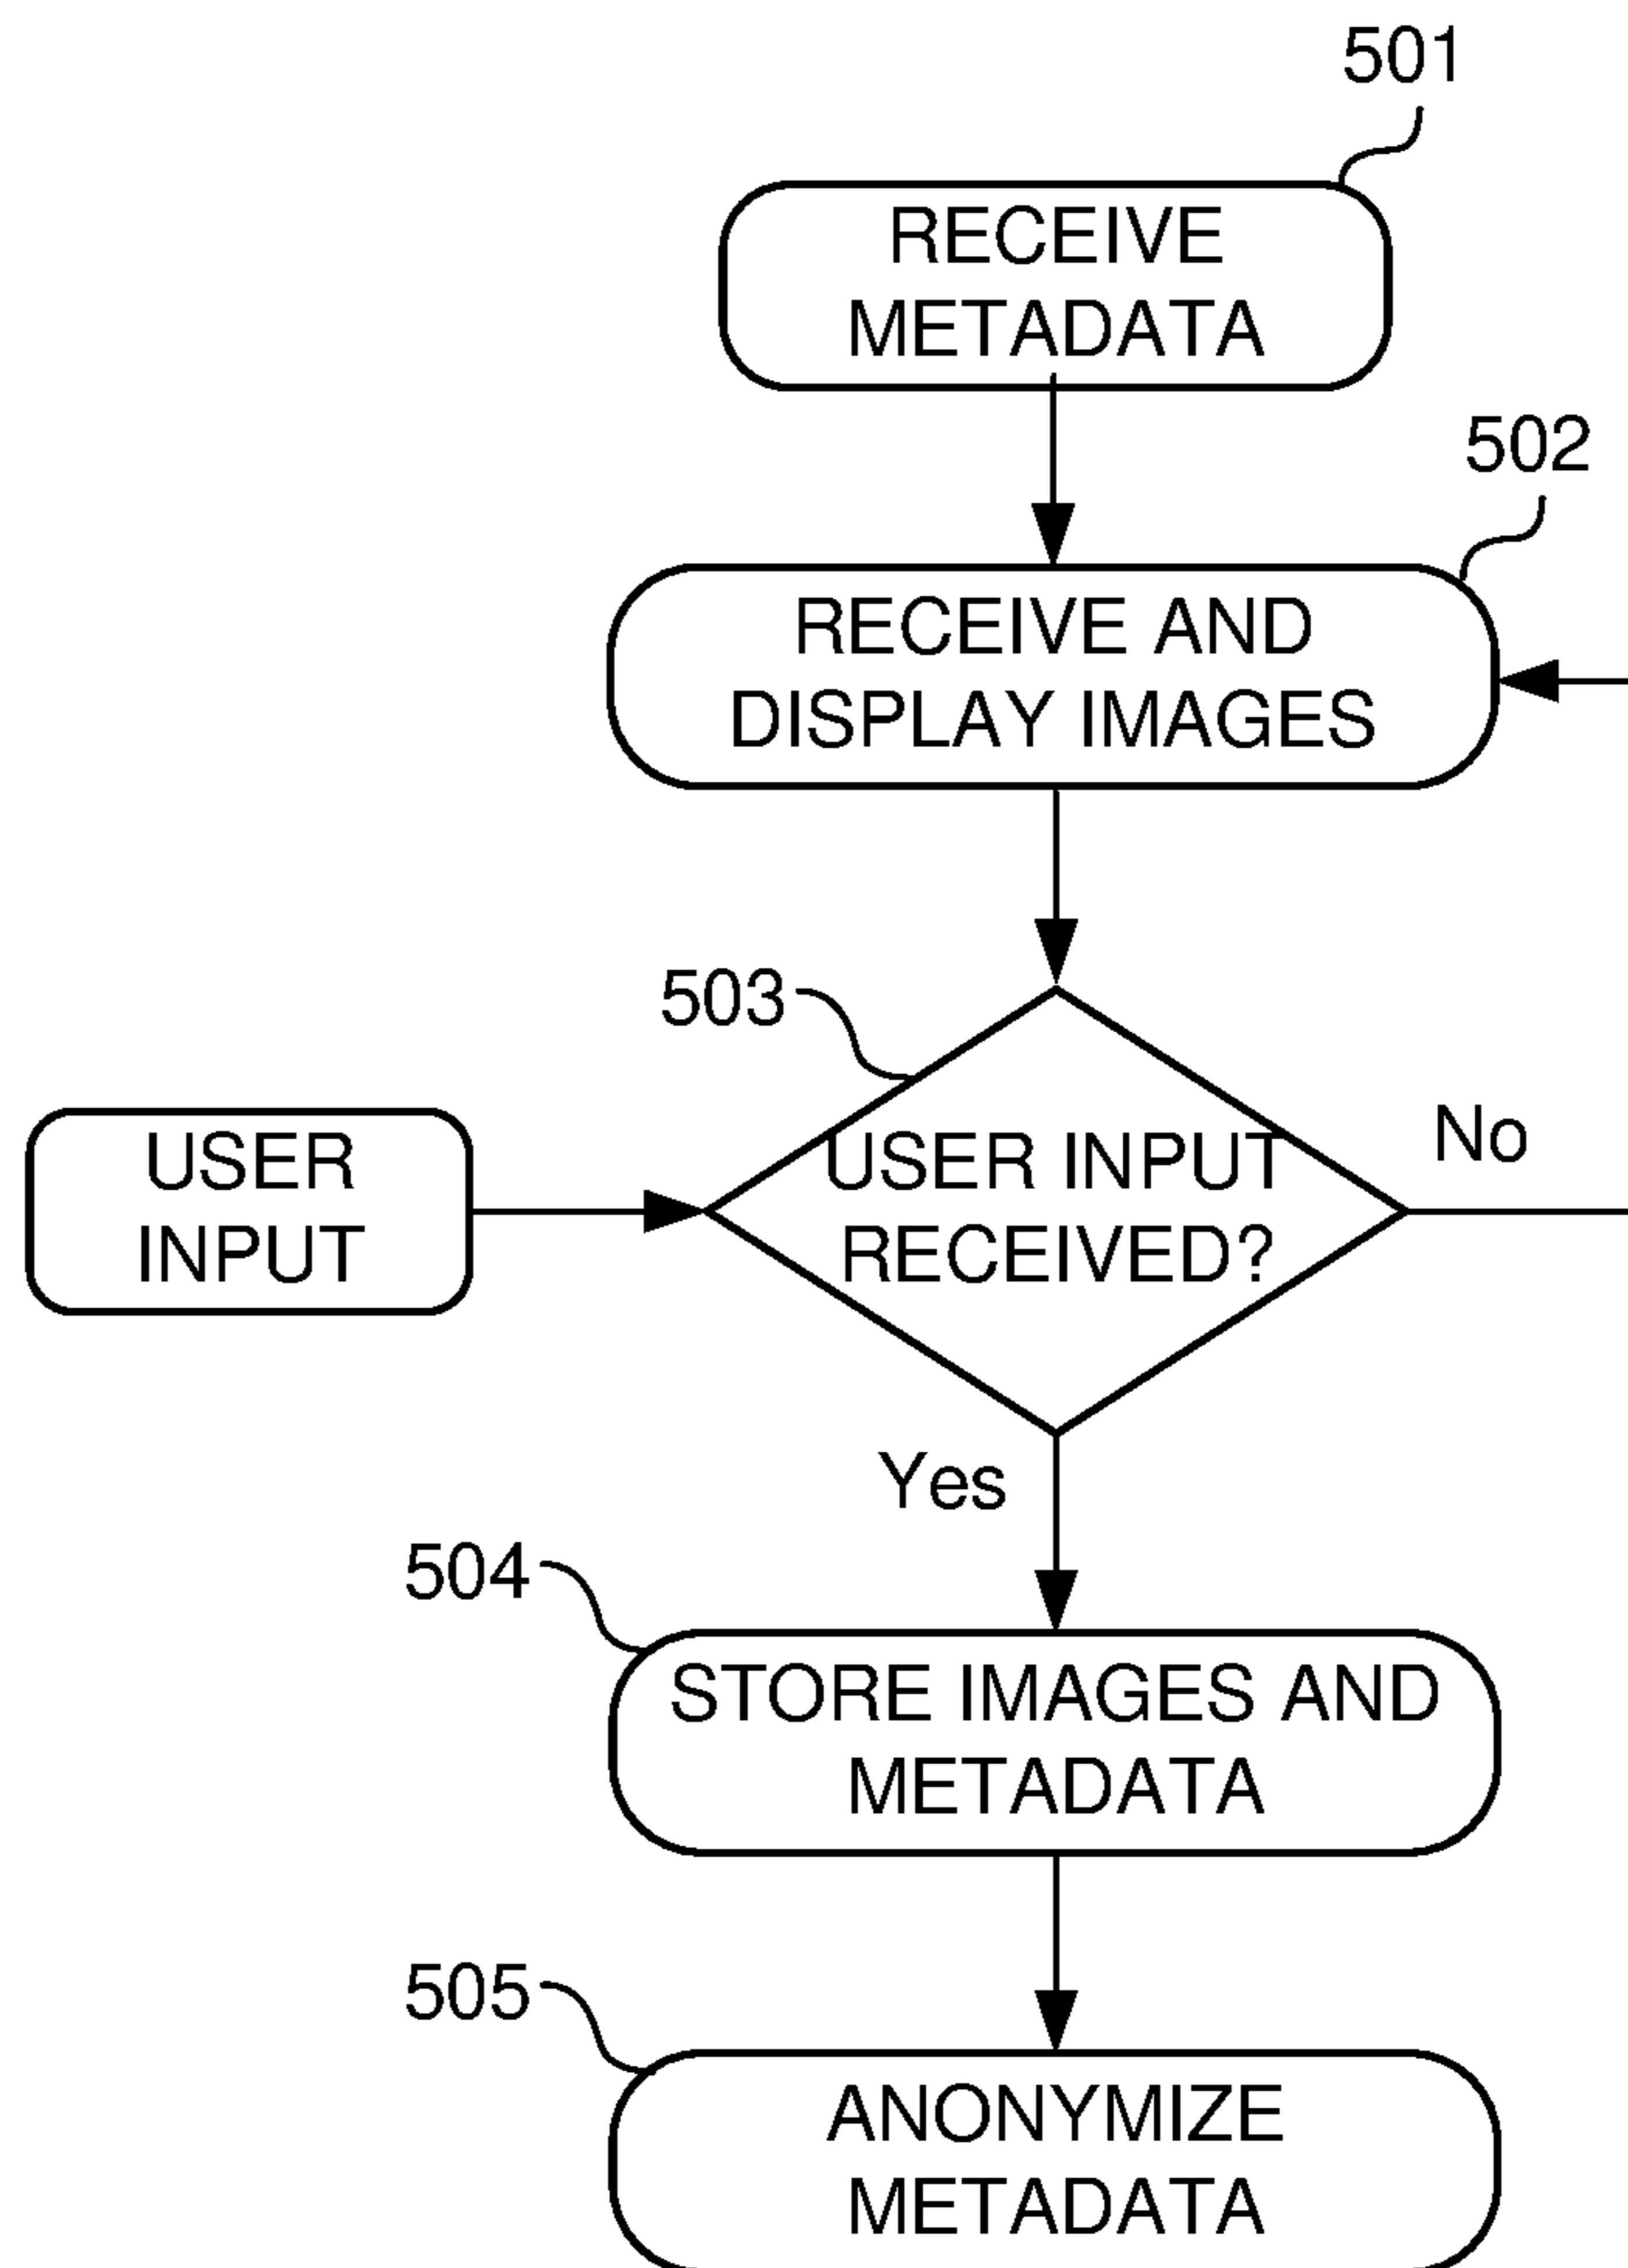 501
RECEIVE
METADATA
502
RECEIVE AND
DISPLAY IMAGES
503
USER
INPUT
USER INPUT
RECEIVED?
No
Yes
504
STORE IMAGES AND
METADATA
505
ANONYMIZE
METADATA